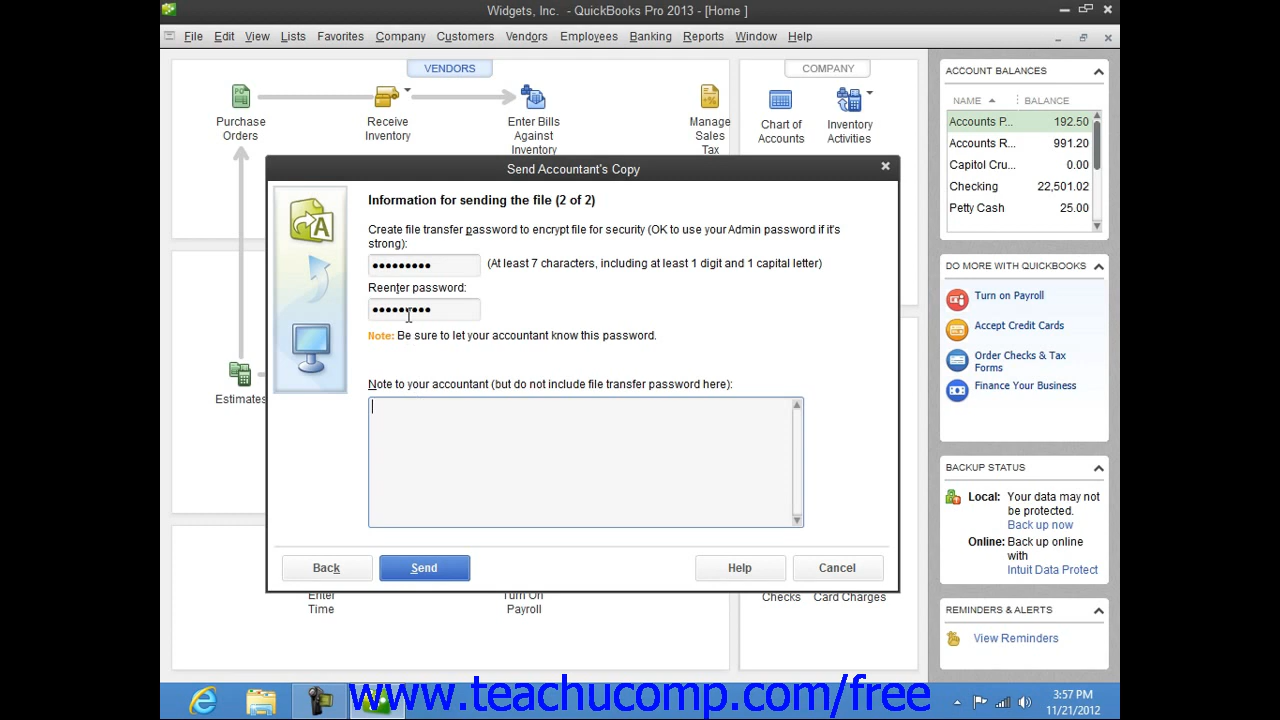 Widgets, Inc. - QuickBooks Pro 2013 - [Home ]
File Edit View Lists Favorites Company Customers Vendors Employees Banking Reports Window Help
VENDORS
Purchase
Orders
Receive
Inventory
Enter Bills
Against
Inventory
Manage
Sales
Tax
COMPANY
Chart of
Accounts
Inventory
Activities
Estimates
Enter
Time
Turn On
Payroll
Checks
Card Charges
Send Accountant's Copy
A
Information for sending the file (2 of 2)
Create file transfer password to encrypt file for security (OK to use your Admin password if it's
strong):
●●●●●●●●●
(At least 7 characters, including at least 1 digit and 1 capital letter)
Reenter password:
●●●●●●●●●
Note: Be sure to let your accountant know this password.
Note to your accountant (but do not include file transfer password here):
Back
Send
Help
Cancel
ACCOUNT BALANCES
NAME BALANCE
Accounts P... 192.50
Accounts R... 991.20
Capitol Cru... 0.00
Checking 22,501.02
Petty Cash 25.00
DO MORE WITH QUICKBOOKS
Turn on Payroll
Accept Credit Cards
Order Checks & Tax
Forms
Finance Your Business
BACKUP STATUS
Local: Your data may not
be protected.
Back up now
Online: Back up online
with
Intuit Data Protect
REMINDERS & ALERTS
View Reminders
www.teachucomp.com/free
3:57 PM
11/21/2012